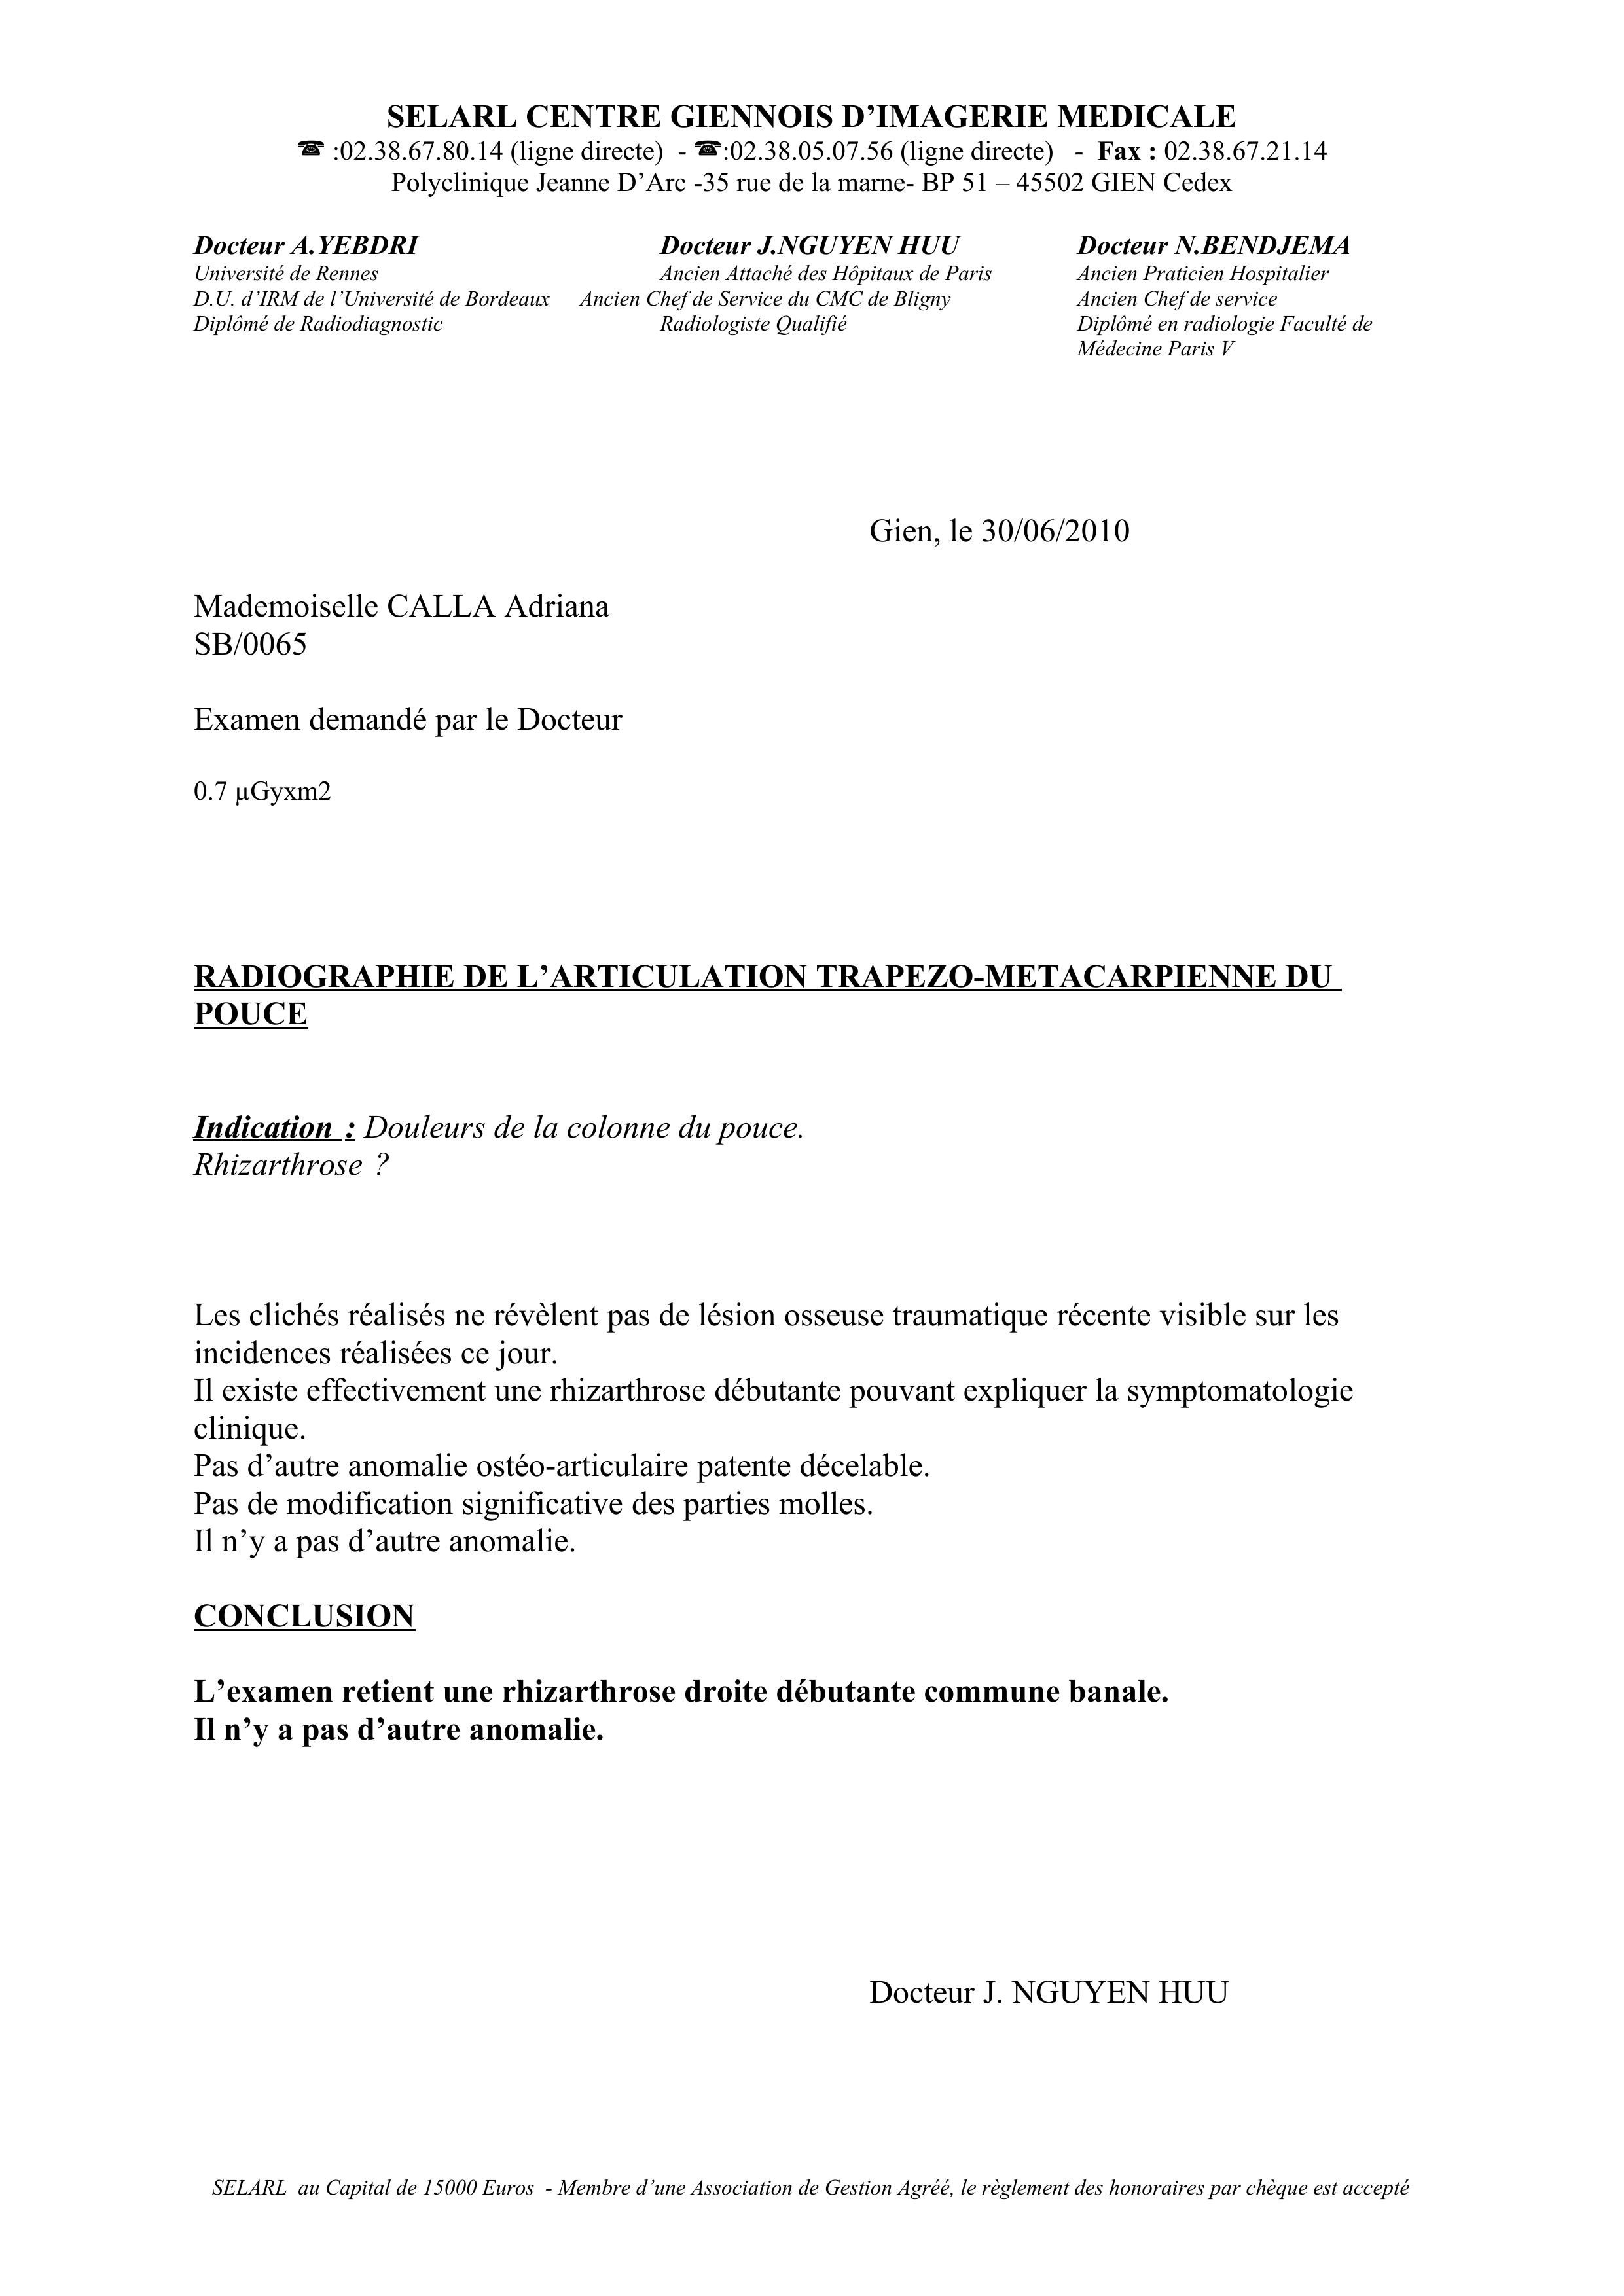 SELARL CENTRE GIENNOIS D’IMAGERIE MEDICALE
☎ :02.38.67.80.14 (ligne directe) - ☎:02.38.05.07.56 (ligne directe) - Fax : 02.38.67.21.14
Polyclinique Jeanne D’Arc -35 rue de la marne- BP 51 – 45502 GIEN Cedex
Docteur A.YEBDRI Docteur J.NGUYEN HUU Docteur N.BENDJEMA
Université de Rennes Ancien Attaché des Hôpitaux de Paris Ancien Praticien Hospitalier
D.U. d’IRM de l’Université de Bordeaux Ancien Chef de Service du CMC de Bligny Ancien Chef de service
Diplômé de Radiodiagnostic Radiologiste Qualifié Diplômé en radiologie Faculté de
Médecine Paris V
Gien, le 30/06/2010
Mademoiselle CALLA Adriana
SB/0065
Examen demandé par le Docteur
0.7 µGyxm2
RADIOGRAPHIE DE L’ARTICULATION TRAPEZO-METACARPIENNE DU
POUCE
Indication : Douleurs de la colonne du pouce.
Rhizarthrose ?
Les clichés réalisés ne révèlent pas de lésion osseuse traumatique récente visible sur les
incidences réalisées ce jour.
Il existe effectivement une rhizarthrose débutante pouvant expliquer la symptomatologie
clinique.
Pas d’autre anomalie ostéo-articulaire patente décelable.
Pas de modification significative des parties molles.
Il n’y a pas d’autre anomalie.
CONCLUSION
L’examen retient une rhizarthrose droite débutante commune banale.
Il n’y a pas d’autre anomalie.
Docteur J. NGUYEN HUU
SELARL au Capital de 15000 Euros - Membre d’une Association de Gestion Agréé, le règlement des honoraires par chèque est accepté